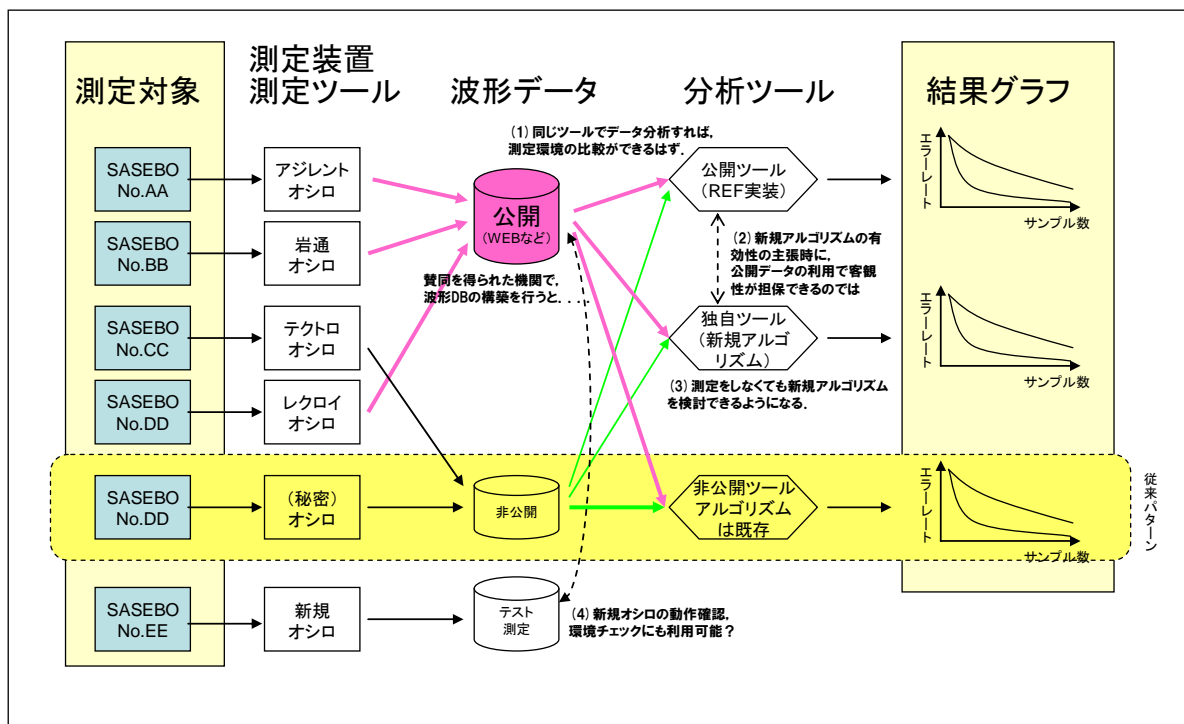 測定対象
測定装置
測定ツール
波形データ
分析ツール
結果グラフ
(1) 同じツールでデータ分析すれば,
測定環境の比較ができるはず.
SASEBO
No.AA
アジレント
オシロ
公開
(WEBなど)
公開ツール
(REF実装)
エラーレート
サンプル数
SASEBO
No.BB
岩通
オシロ
(2) 新規アルゴリズムの有
効性の主張時に,
公開データの利用で客観
性が担保できるのでは
賛同を得られた機関で,
波形DBの構築を行うと....
SASEBO
No.CC
テクトロ
オシロ
独自ツール
(新規アルゴ
リズム)
エラーレート
サンプル数
SASEBO
No.DD
レクロイ
オシロ
(3) 測定をしなくても新規アルゴリズム
を検討できるようになる.
SASEBO
No.DD
(秘密)
オシロ
非公開
非公開ツール
アルゴリズム
は既存
エラーレート
サンプル数
従来パターン
SASEBO
No.EE
新規
オシロ
テスト
測定
(4) 新規オシロの動作確認,
環境チェックにも利用可能?